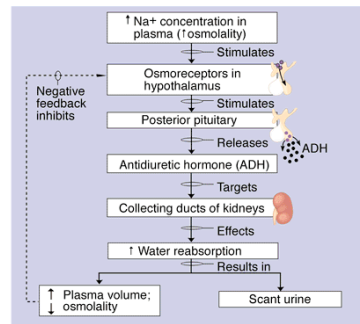 ↑ Na+ concentration in
plasma (↑osmolality)
Stimulates
Osmoreceptors in
hypothalamus
Negative
feedback
inhibits
Stimulates
Posterior pituitary
Releases
ADH
Antidiuretic hormone (ADH)
Targets
Collecting ducts of kidneys
Effects
↑ Water reabsorption
Results in
↑ Plasma volume;
↓ osmolality
Scant urine